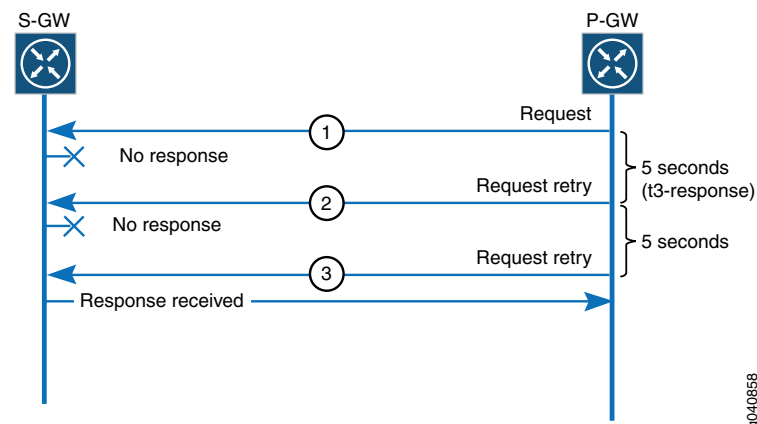 S-GW
P-GW
Request
1
No response
5 seconds
(t3-response)
Request retry
2
No response
5 seconds
Request retry
3
Response received
g040858